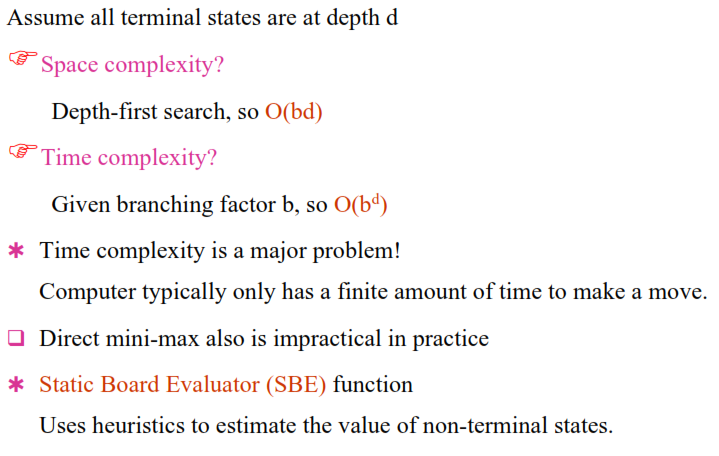 Assume all terminal states are at depth d
☞ Space complexity?
Depth-first search, so O(bd)
☞ Time complexity?
Given branching factor b, so O(bᵈ)
✱ Time complexity is a major problem!
Computer typically only has a finite amount of time to make a move.
❑ Direct mini-max also is impractical in practice
✱ Static Board Evaluator (SBE) function
Uses heuristics to estimate the value of non-terminal states.